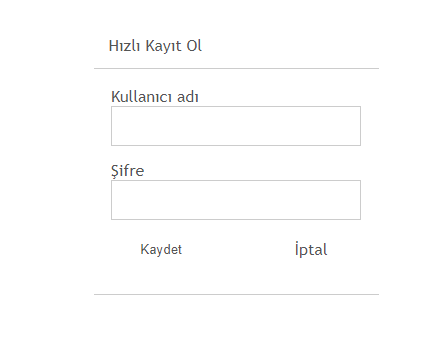 Hızlı Kayıt Ol
Kullanıcı adı
Şifre
Kaydet İptal